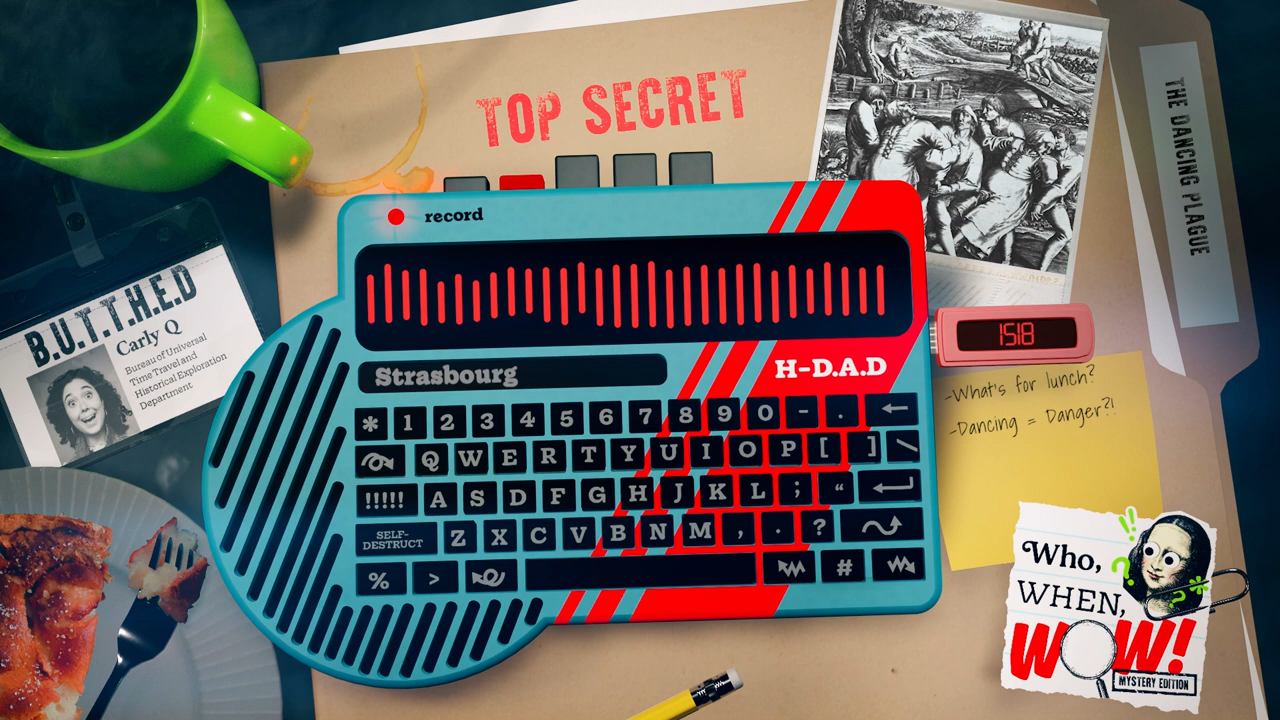 TOP SECRET
THE DANCING PLAGUE
record
B.U.T.T.H.E.D
Carly Q
Bureau of Universal
Time Travel and
Historical Exploration
Department
1518
Strasbourg
H-D.A.D
-What's for lunch?
-Dancing = Danger?!
* 1 2 3 4 5 6 7 8 9 0 - . ←
Q W E R T Y U I O P [ ] \
!!!!! A S D F G H J K L ; “
SELF-
DESTRUCT Z X C V B N M , . ?
% > #
Who,
WHEN,
WOW!
MYSTERY EDITION